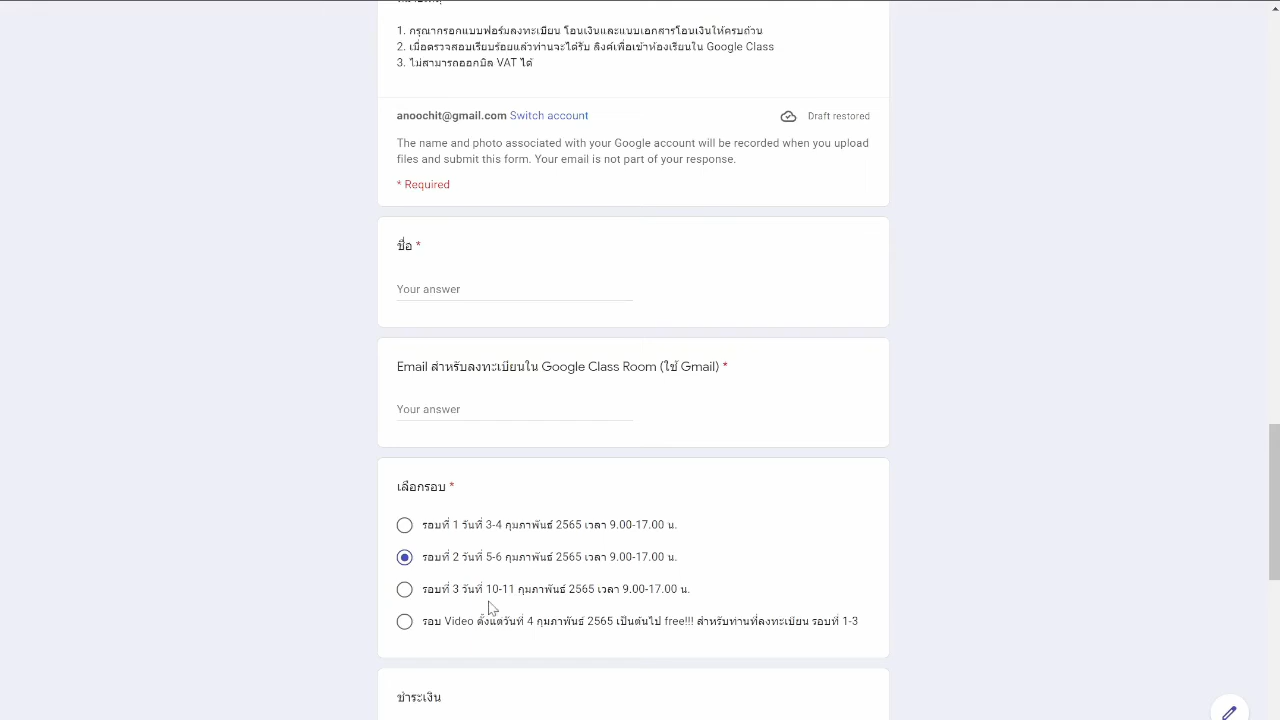 1. กรุณากรอกแบบฟอร์มลงทะเบียน โอนเงินและแนบเอกสารโอนเงินให้ครบถ้วน
2. เมื่อตรวจสอบเรียบร้อยแล้วท่านจะได้รับ ลิงค์เพื่อเข้าห้องเรียนใน Google Class
3. ไม่สามารถออกบิล VAT ได้
anoochit@gmail.com Switch account
Draft restored
The name and photo associated with your Google account will be recorded when you upload
files and submit this form. Your email is not part of your response.
* Required
ชื่อ *
Your answer
Email สำหรับลงทะเบียนใน Google Class Room (ใช้ Gmail) *
Your answer
เลือกรอบ *
รอบที่ 1 วันที่ 3-4 กุมภาพันธ์ 2565 เวลา 9.00-17.00 น.
รอบที่ 2 วันที่ 5-6 กุมภาพันธ์ 2565 เวลา 9.00-17.00 น.
รอบที่ 3 วันที่ 10-11 กุมภาพันธ์ 2565 เวลา 9.00-17.00 น.
รอบ Video ตั้งแต่วันที่ 4 กุมภาพันธ์ 2565 เป็นต้นไป free!!! สำหรับท่านที่ลงทะเบียน รอบที่ 1-3
ชำระเงิน